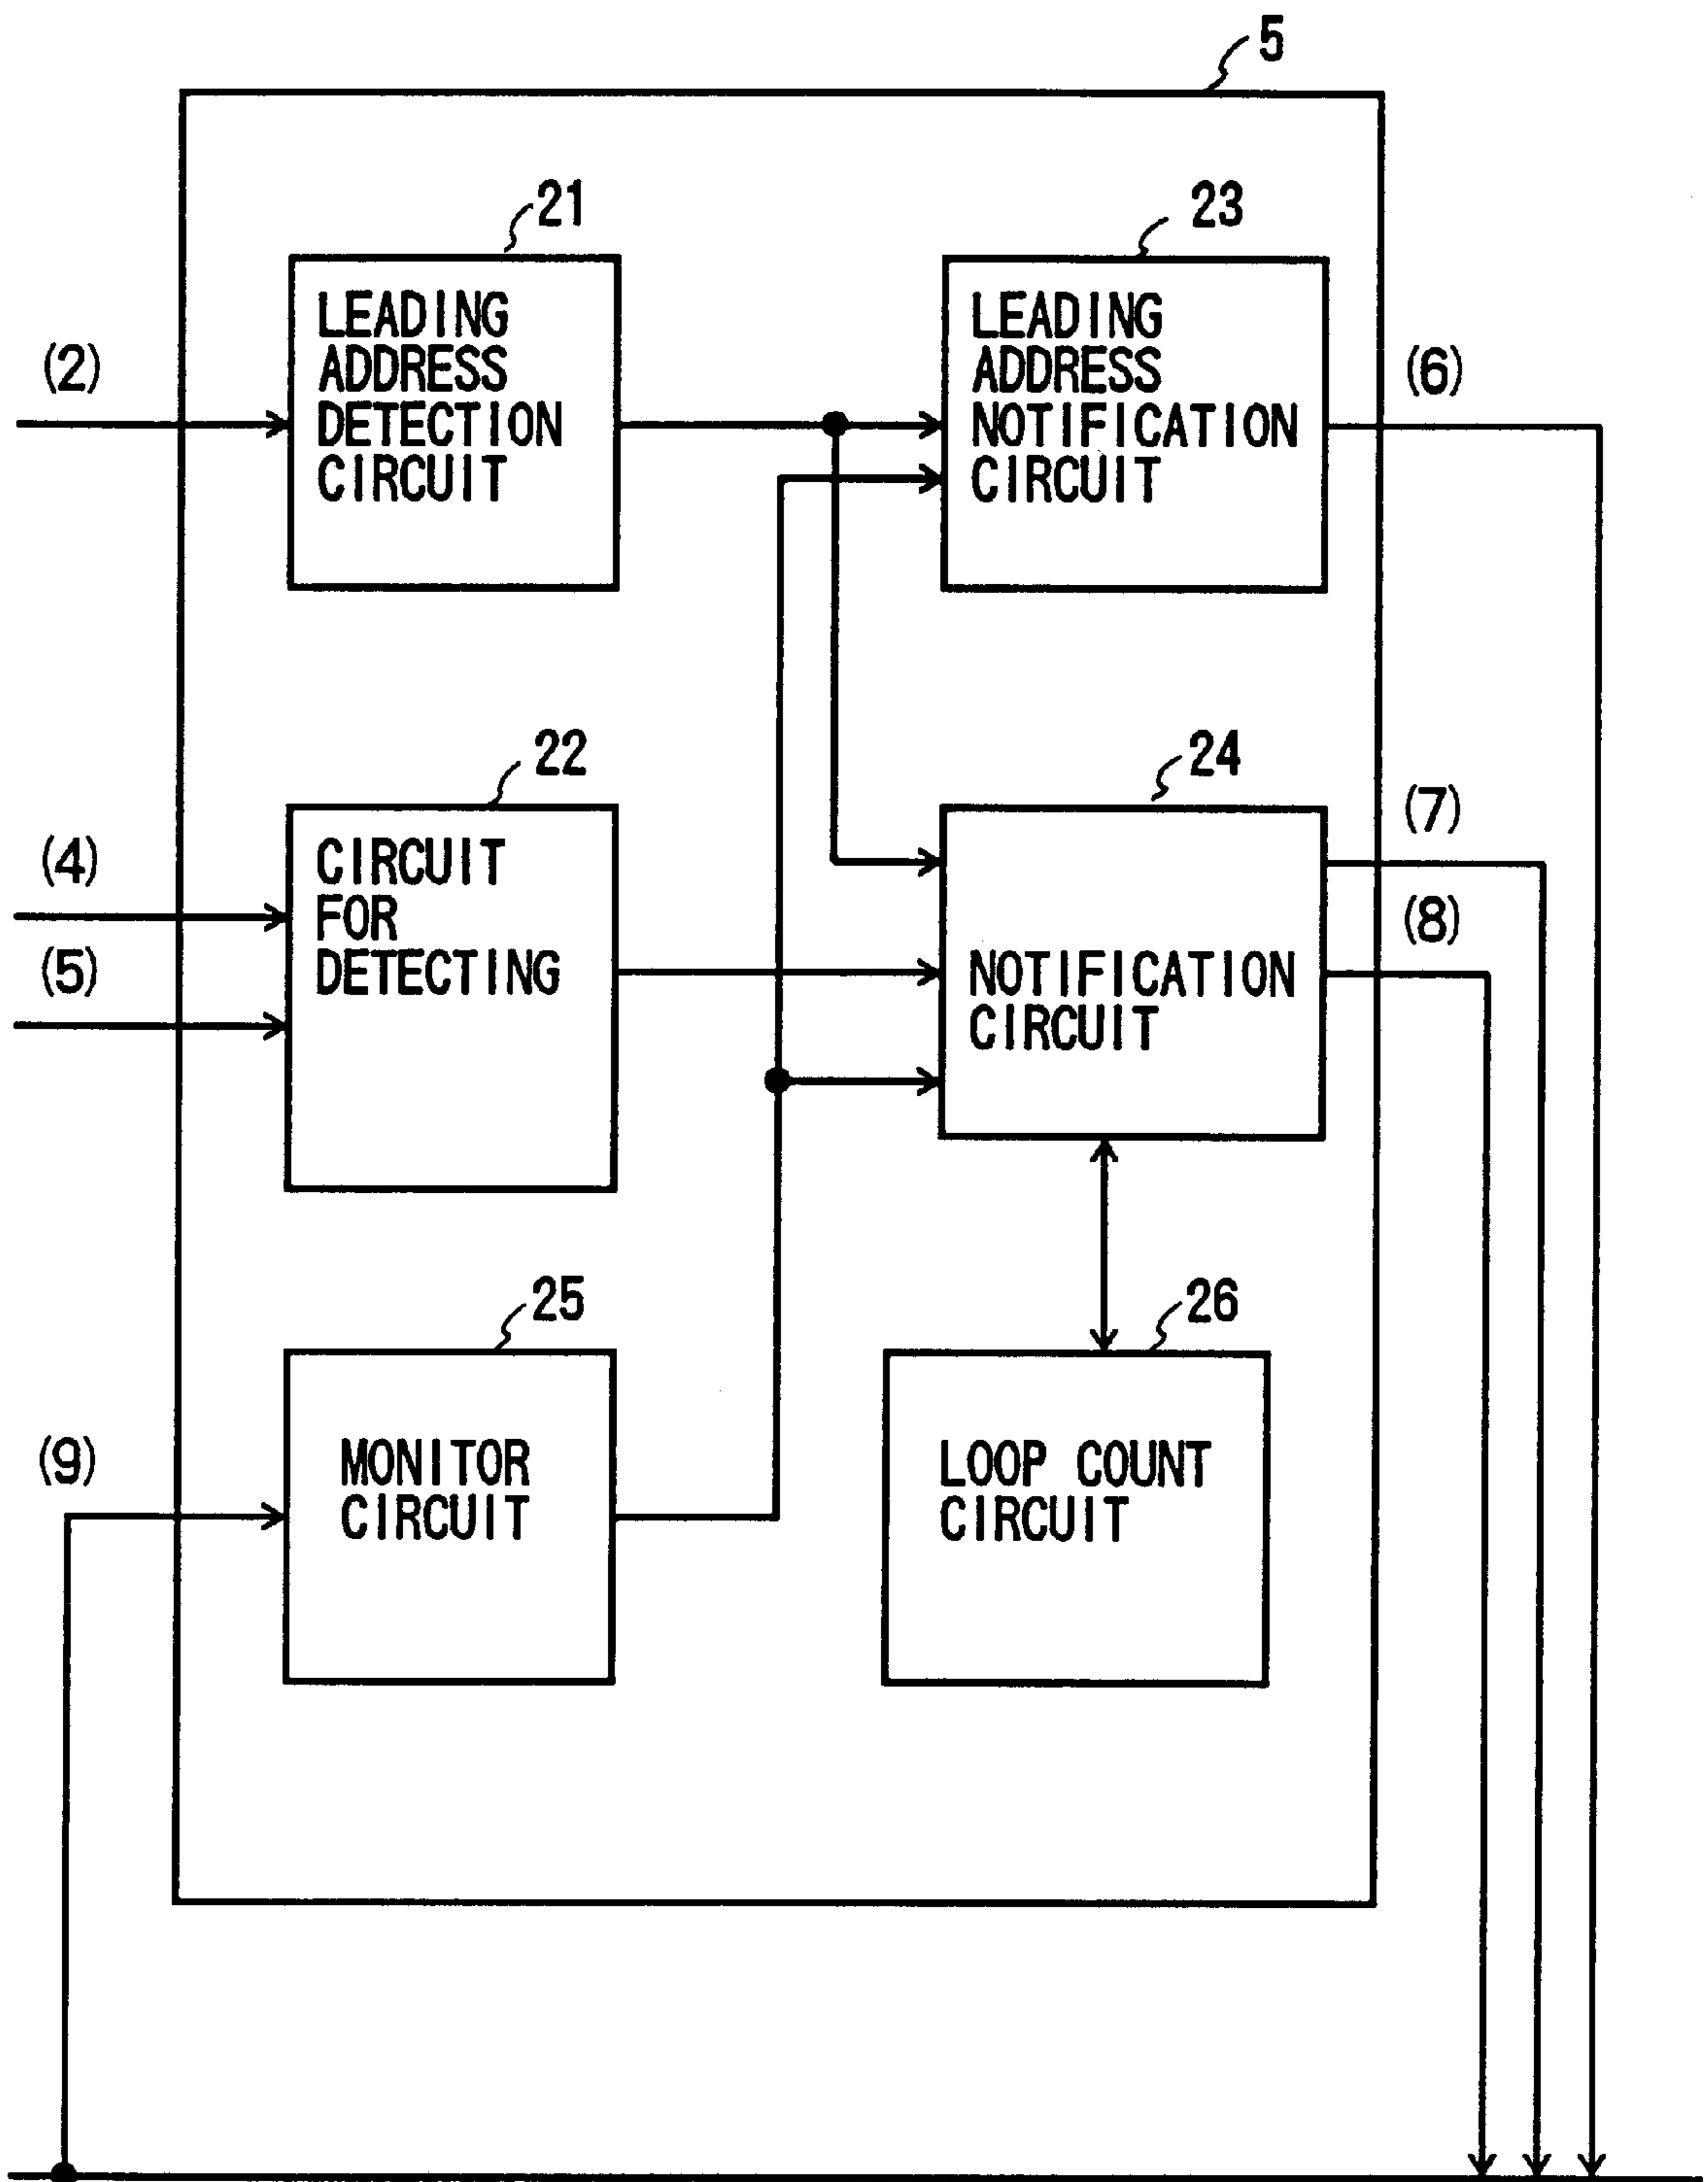 5
21
23
LEADING
ADDRESS
DETECTION
CIRCUIT
LEADING
ADDRESS
NOTIFICATION
CIRCUIT
(2)
(6)
22
24
(4)
(5)
CIRCUIT
FOR
DETECTING
NOTIFICATION
CIRCUIT
(7)
(8)
25
26
(9)
MONITOR
CIRCUIT
LOOP COUNT
CIRCUIT